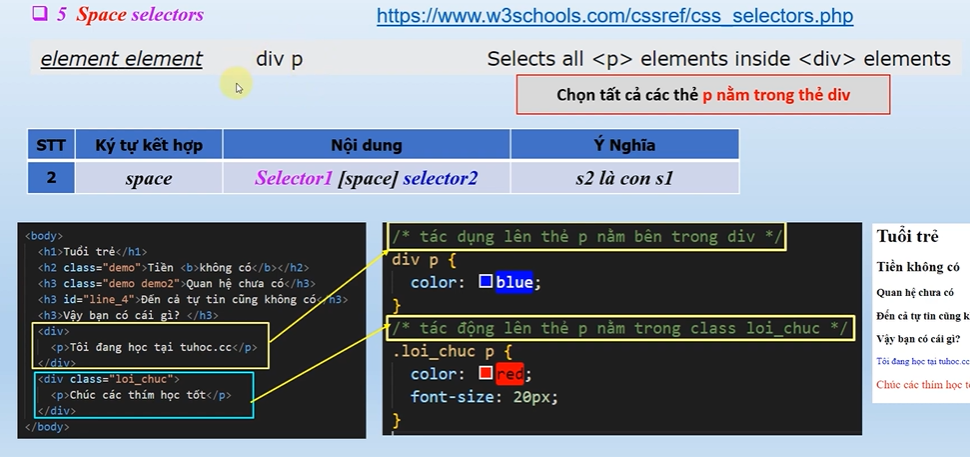 ❑ 5 Space selectors
https://www.w3schools.com/cssref/css_selectors.php
element element div p Selects all <p> elements inside <div> elements
Chọn tất cả các thẻ p nằm trong thẻ div
STT Ký tự kết hợp Nội dung Ý Nghĩa
2 space Selector1 [space] selector2 s2 là con s1
<body>
<h1>Tuổi trẻ</h1>
<h2 class="demo">Tiền <b>không có</b></h2>
<h3 class="demo demo2">Quan hệ chưa có</h3>
<h3 id="line_4">Đến cả tự tin cũng không có</h3>
<h3>Vậy bạn có cái gì? </h3>
<div>
<p>Tôi đang học tại tuhoc.cc</p>
</div>
<div class="loi_chuc">
<p>Chúc các thím học tốt</p>
</div>
</body>
/* tác dụng lên thẻ p nằm bên trong div */
div p {
color: blue;
}
/* tác động lên thẻ p nằm trong class loi_chuc */
.loi_chuc p {
color: red;
font-size: 20px;
}
Tuổi trẻ
Tiền không có
Quan hệ chưa có
Đến cả tự tin cũng k
Vậy bạn có cái gì?
Tôi đang học tại tuhoc.cc
Chúc các thím học